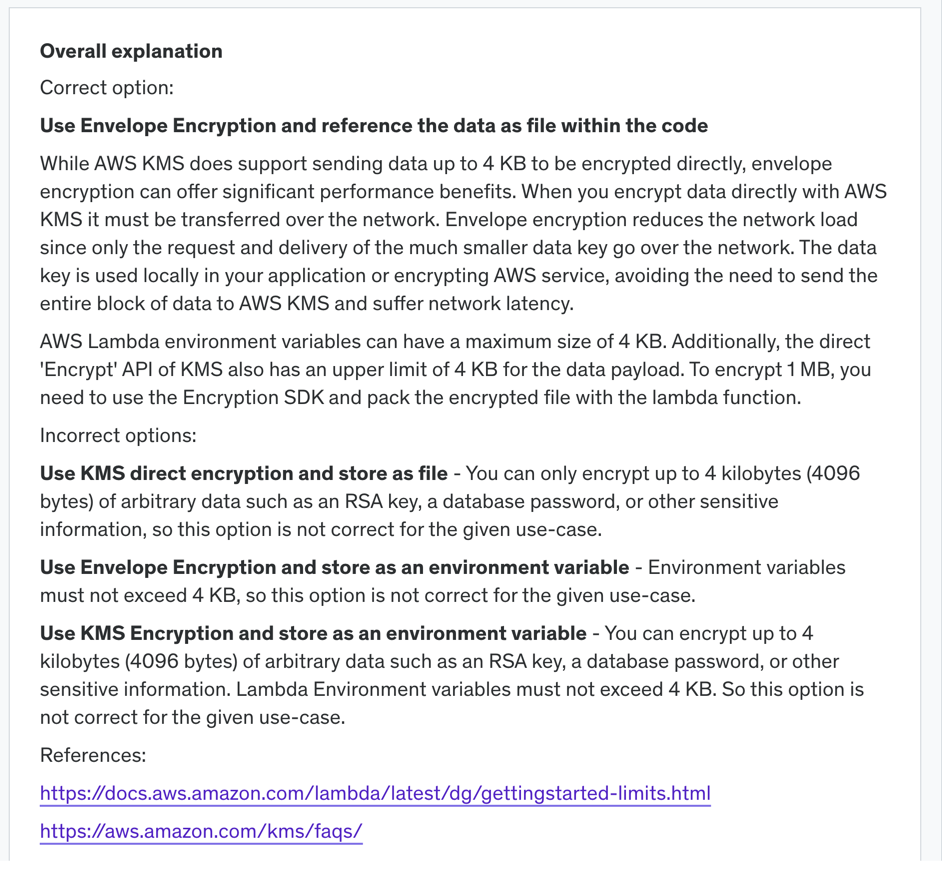 Overall explanation
Correct option:
Use Envelope Encryption and reference the data as file within the code
While AWS KMS does support sending data up to 4 KB to be encrypted directly, envelope
encryption can offer significant performance benefits. When you encrypt data directly with AWS
KMS it must be transferred over the network. Envelope encryption reduces the network load
since only the request and delivery of the much smaller data key go over the network. The data
key is used locally in your application or encrypting AWS service, avoiding the need to send the
entire block of data to AWS KMS and suffer network latency.
AWS Lambda environment variables can have a maximum size of 4 KB. Additionally, the direct
'Encrypt' API of KMS also has an upper limit of 4 KB for the data payload. To encrypt 1 MB, you
need to use the Encryption SDK and pack the encrypted file with the lambda function.
Incorrect options:
Use KMS direct encryption and store as file - You can only encrypt up to 4 kilobytes (4096
bytes) of arbitrary data such as an RSA key, a database password, or other sensitive
information, so this option is not correct for the given use-case.
Use Envelope Encryption and store as an environment variable - Environment variables
must not exceed 4 KB, so this option is not correct for the given use-case.
Use KMS Encryption and store as an environment variable - You can encrypt up to 4
kilobytes (4096 bytes) of arbitrary data such as an RSA key, a database password, or other
sensitive information. Lambda Environment variables must not exceed 4 KB. So this option is
not correct for the given use-case.
References:
https://docs.aws.amazon.com/lambda/latest/dg/gettingstarted-limits.html
https://aws.amazon.com/kms/faqs/